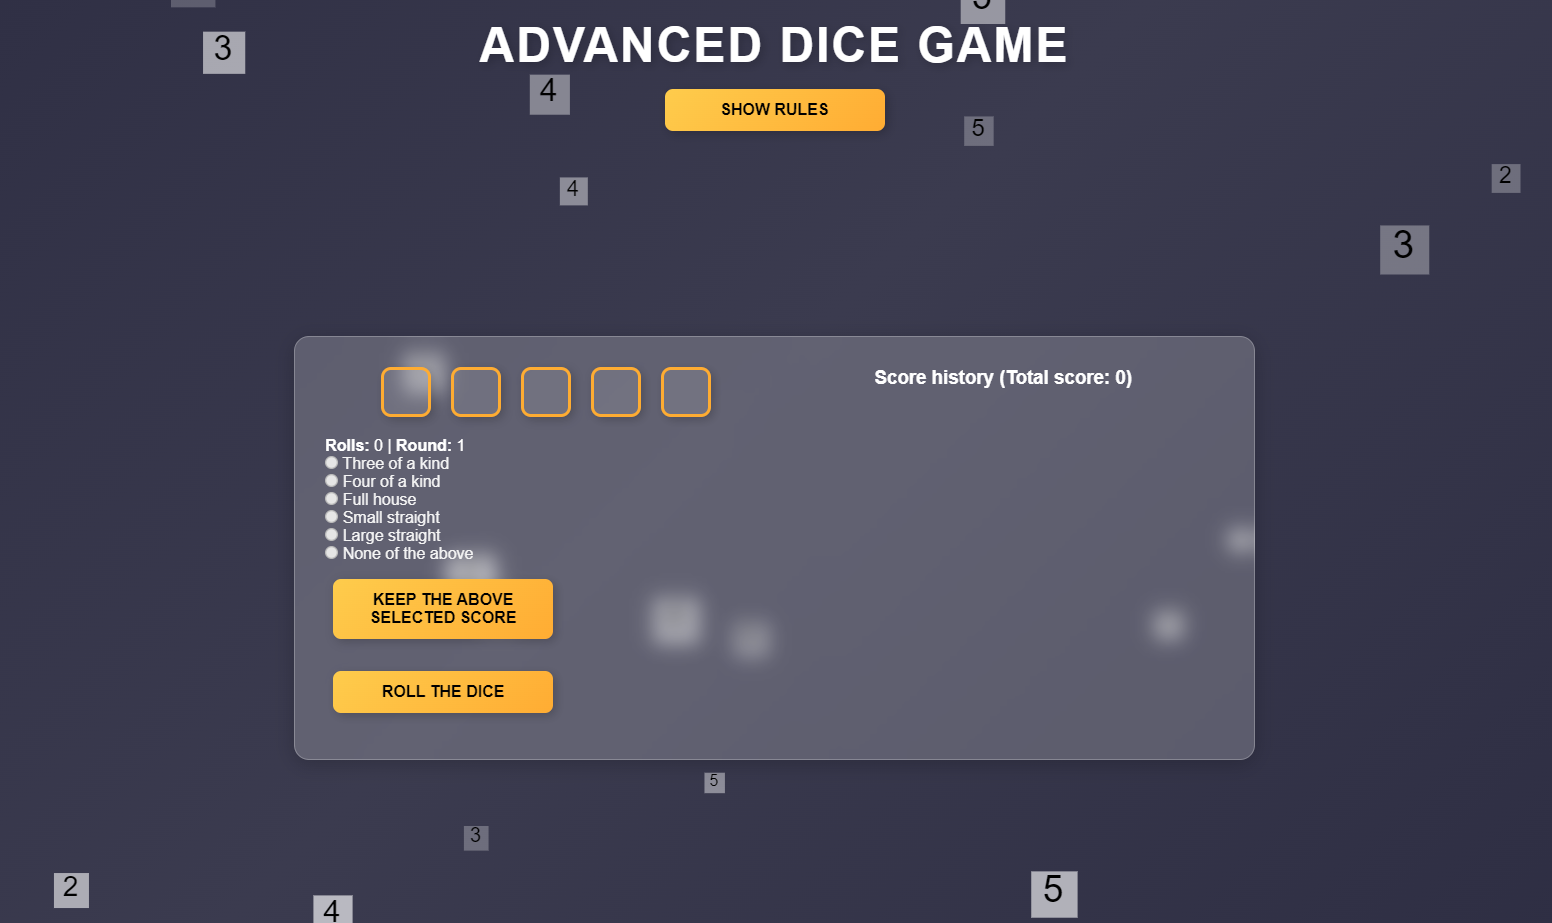 5
3
ADVANCED DICE GAME
4
SHOW RULES
5
2
4
3
Score history (Total score: 0)
Rolls: 0 | Round: 1
Three of a kind
Four of a kind
Full house
Small straight
Large straight
None of the above
KEEP THE ABOVE
SELECTED SCORE
ROLL THE DICE
5
3
2
5
4